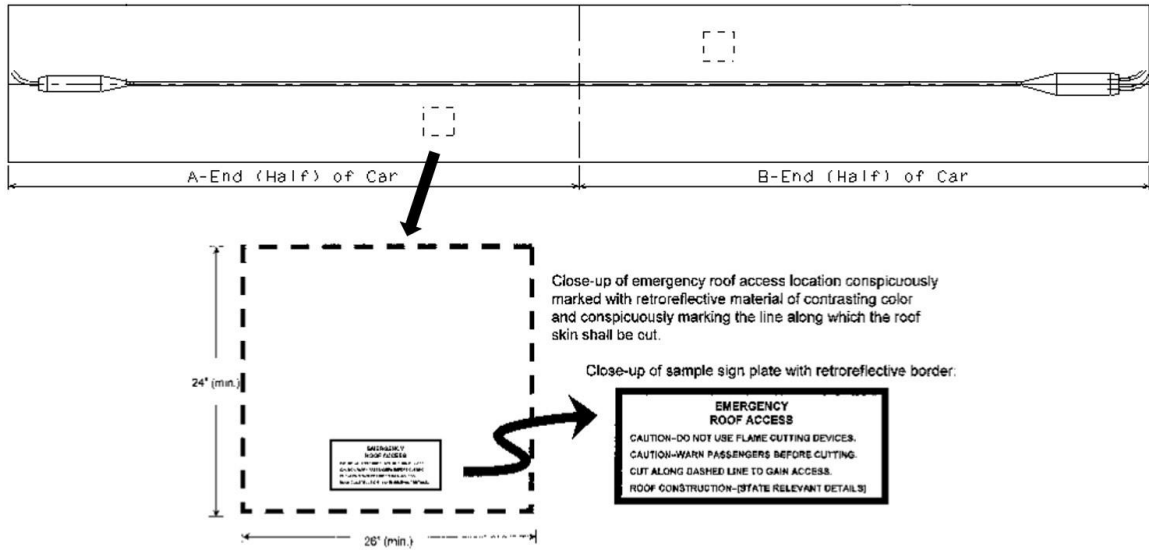 A-End (Half) of Car
B-End (Half) of Car
Close-up of emergency roof access location conspicuously
marked with retroreflective material of contrasting color
and conspicuously marking the line along which the roof
skin shall be cut.
24" (min.)
Close-up of sample sign plate with retroreflective border:
EMERGENCY
ROOF ACCESS
CAUTION–DO NOT USE FLAME CUTTING DEVICES.
CAUTION–WARN PASSENGERS BEFORE CUTTING.
CUT ALONG DASHED LINE TO GAIN ACCESS.
ROOF CONSTRUCTION–[STATE RELEVANT DETAILS]
EMERGENCY
ROOF ACCESS
26" (min.)